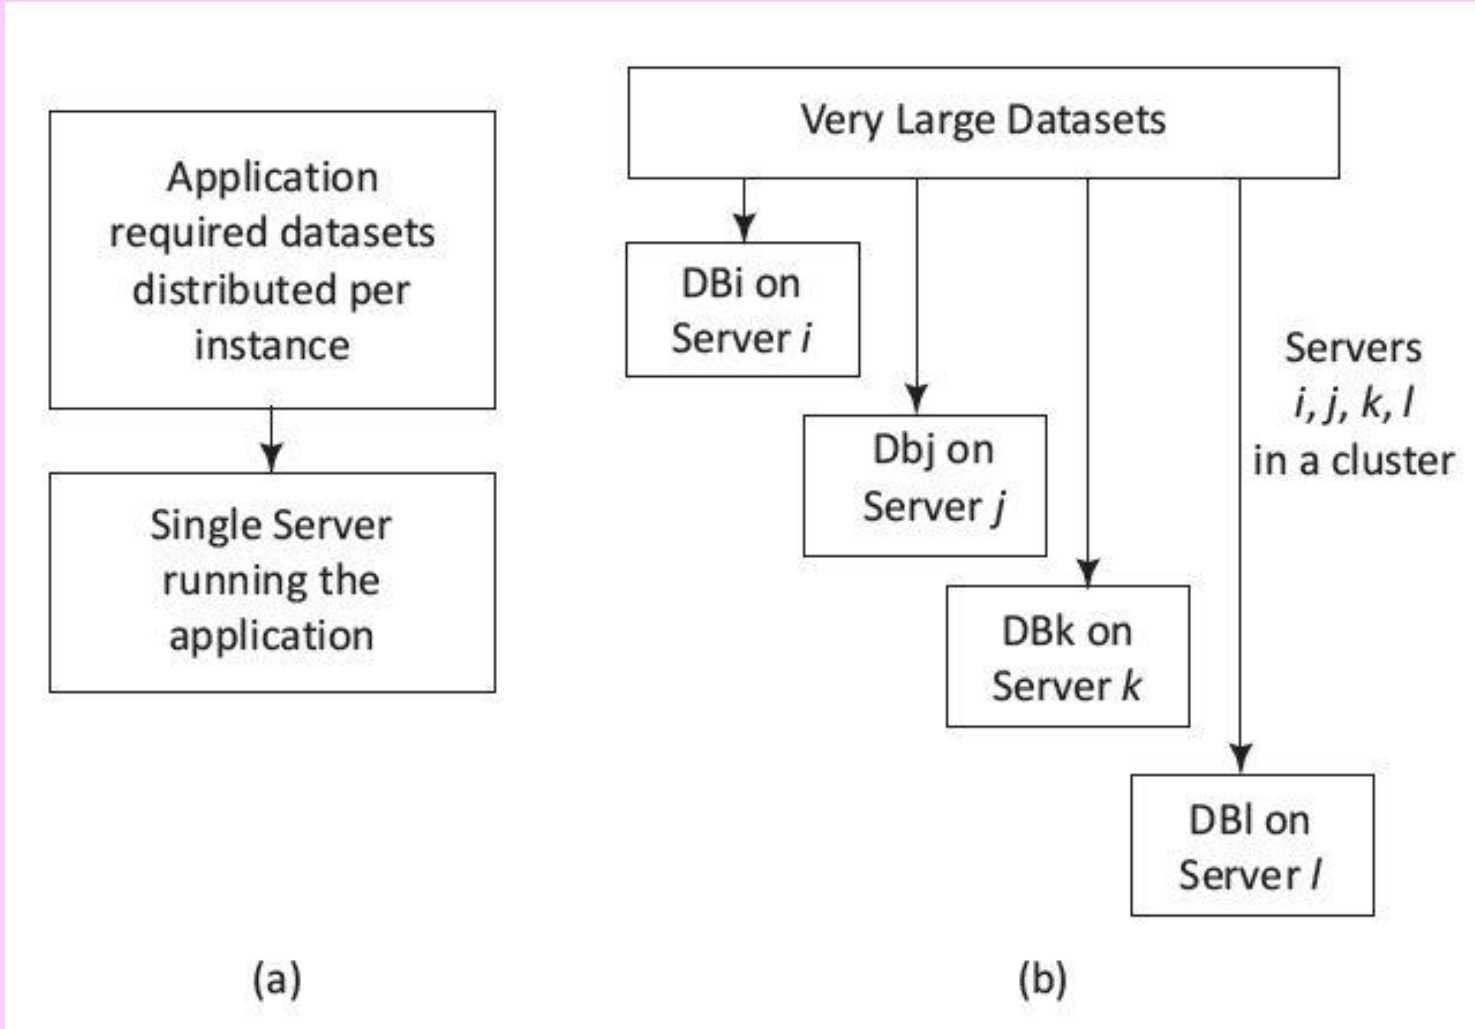 Application
required datasets
distributed per
instance
Single Server
running the
application
(a)
Very Large Datasets
DBi on
Server i
Dbj on
Server j
DBk on
Server k
DBl on
Server l
Servers
i, j, k, l
in a cluster
(b)